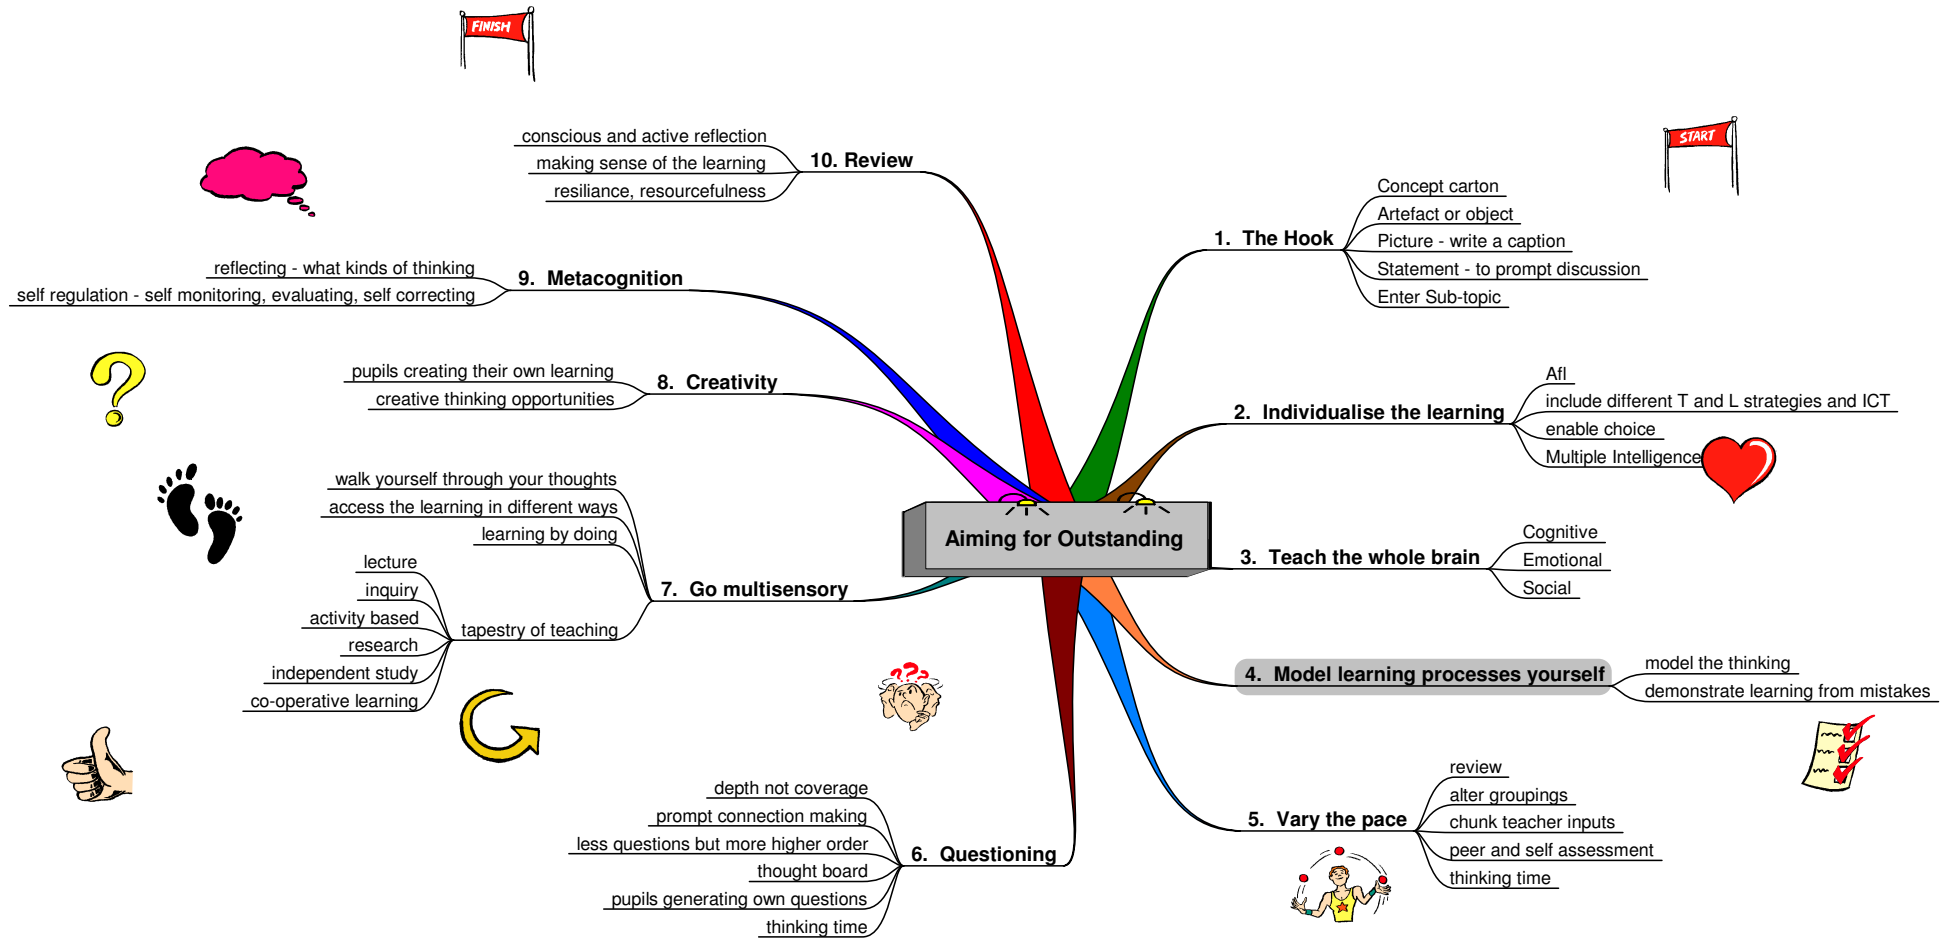 FINISH
START
Aiming for Outstanding
1. The Hook
Concept carton
Artefact or object
Picture - write a caption
Statement - to prompt discussion
Enter Sub-topic
2. Individualise the learning
Afl
include different T and L strategies and ICT
enable choice
Multiple Intelligence
3. Teach the whole brain
Cognitive
Emotional
Social
4. Model learning processes yourself
model the thinking
demonstrate learning from mistakes
5. Vary the pace
review
alter groupings
chunk teacher inputs
peer and self assessment
thinking time
6. Questioning
depth not coverage
prompt connection making
less questions but more higher order
thought board
pupils generating own questions
thinking time
7. Go multisensory
walk yourself through your thoughts
access the learning in different ways
learning by doing
tapestry of teaching
lecture
inquiry
activity based
research
independent study
co-operative learning
8. Creativity
pupils creating their own learning
creative thinking opportunities
9. Metacognition
reflecting - what kinds of thinking
self regulation - self monitoring, evaluating, self correcting
10. Review
conscious and active reflection
making sense of the learning
resiliance, resourcefulness